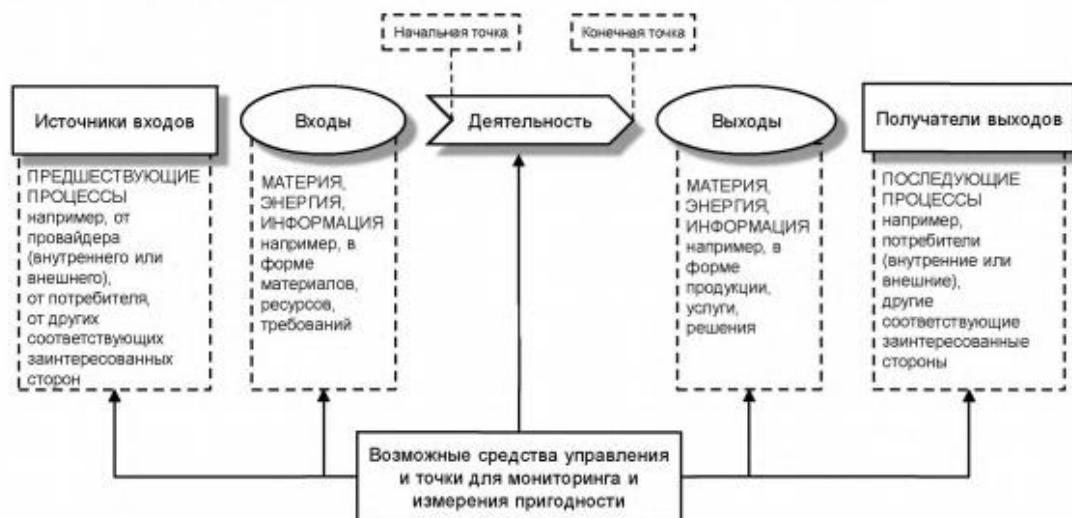 Начальная точка
Конечная точка
Источники входов
Входы
Деятельность
Выходы
Получатели выходов
ПРЕДШЕСТВУЮЩИЕ
ПРОЦЕССЫ
например, от
провайдера
(внутреннего или
внешнего),
от потребителя,
от других
соответствующих
заинтересованных
сторон
МАТЕРИЯ,
ЭНЕРГИЯ,
ИНФОРМАЦИЯ
например, в
форме
материалов,
ресурсов,
требований
МАТЕРИЯ,
ЭНЕРГИЯ,
ИНФОРМАЦИЯ
например, в
форме
продукции,
услуги,
решения
ПОСЛЕДУЮЩИЕ
ПРОЦЕССЫ
например,
потребители
(внутренние или
внешние),
другие
соответствующие
заинтересованные
стороны
Возможные средства управления
и точки для мониторинга и
измерения пригодности